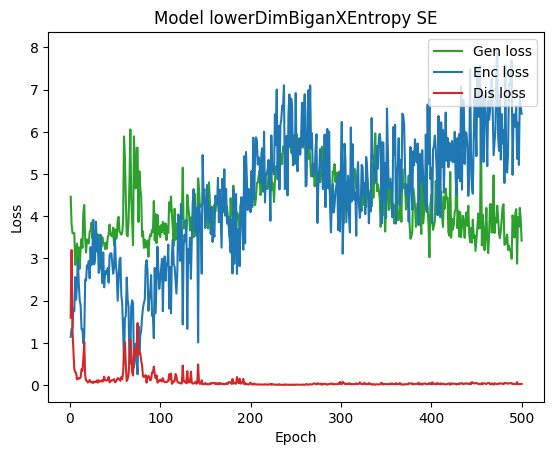 Model lowerDimBiganXEntropy SE
Gen loss
Enc loss
Dis loss
8
7
6
5
4
3
2
1
0
Loss
0 100 200 300 400 500
Epoch